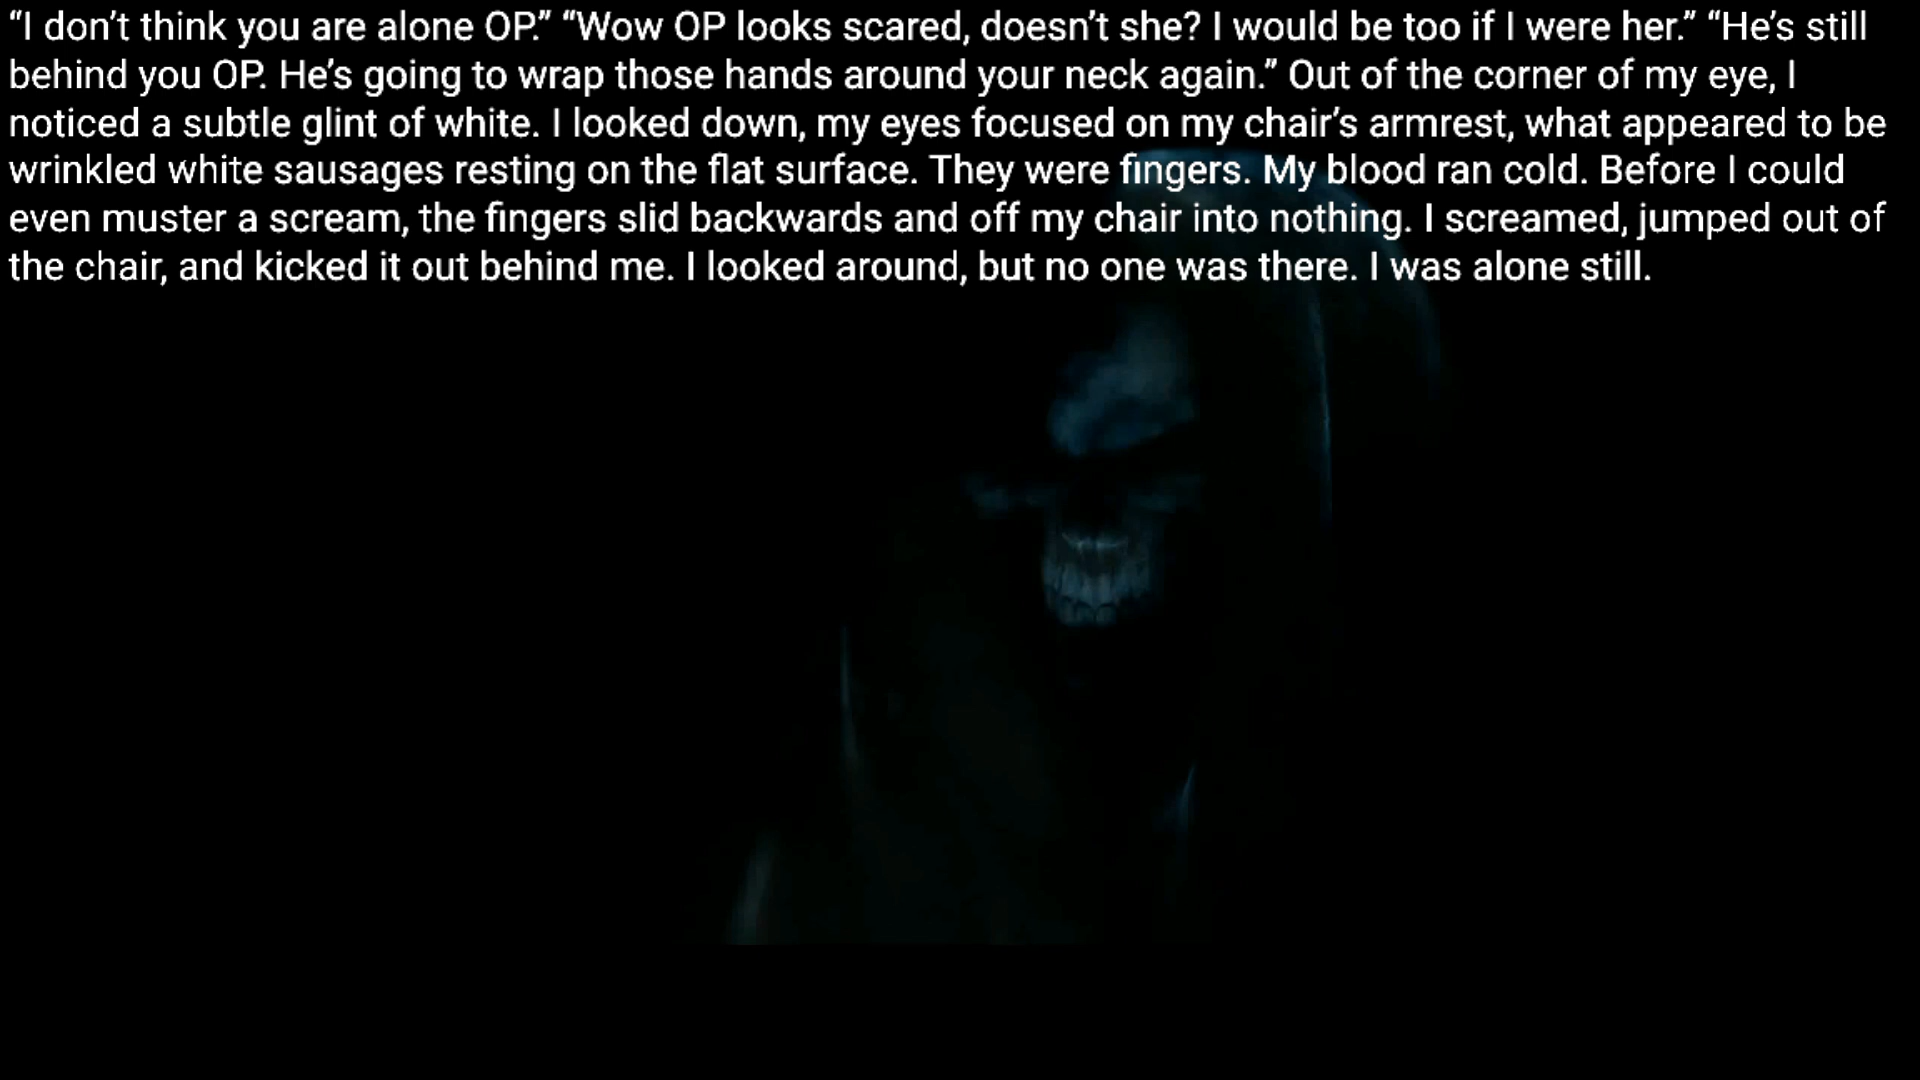 “I don’t think you are alone OP.” “Wow OP looks scared, doesn’t she? I would be too if I were her.” “He’s still
behind you OP. He’s going to wrap those hands around your neck again.” Out of the corner of my eye, I
noticed a subtle glint of white. I looked down, my eyes focused on my chair’s armrest, what appeared to be
wrinkled white sausages resting on the flat surface. They were fingers. My blood ran cold. Before I could
even muster a scream, the fingers slid backwards and off my chair into nothing. I screamed, jumped out of
the chair, and kicked it out behind me. I looked around, but no one was there. I was alone still.